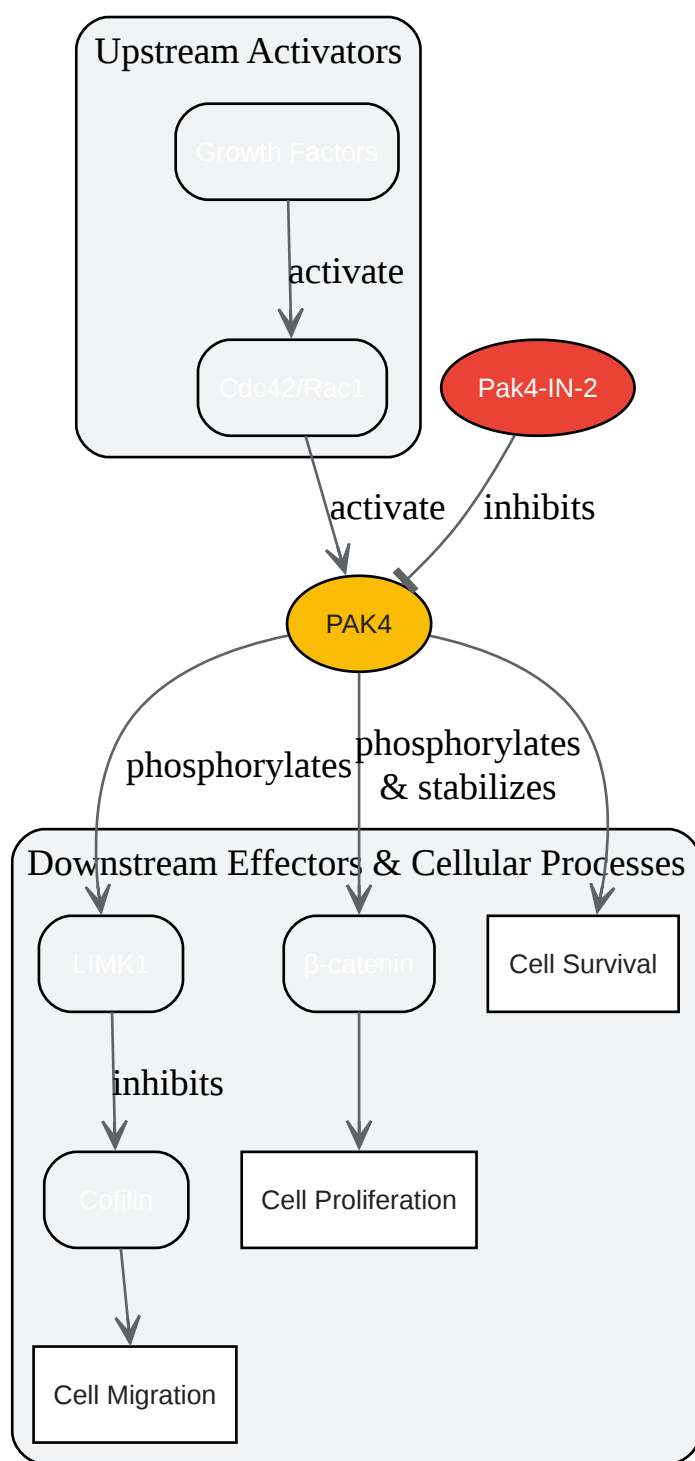 Upstream Activators
Growth Factors
activate
Cdc42/Rac1
Pak4-IN-2
activate
inhibits
PAK4
phosphorylates
phosphorylates
& stabilizes
Downstream Effectors & Cellular Processes
LIMK1
β-catenin
Cell Survival
inhibits
Cofilin
Cell Proliferation
Cell Migration